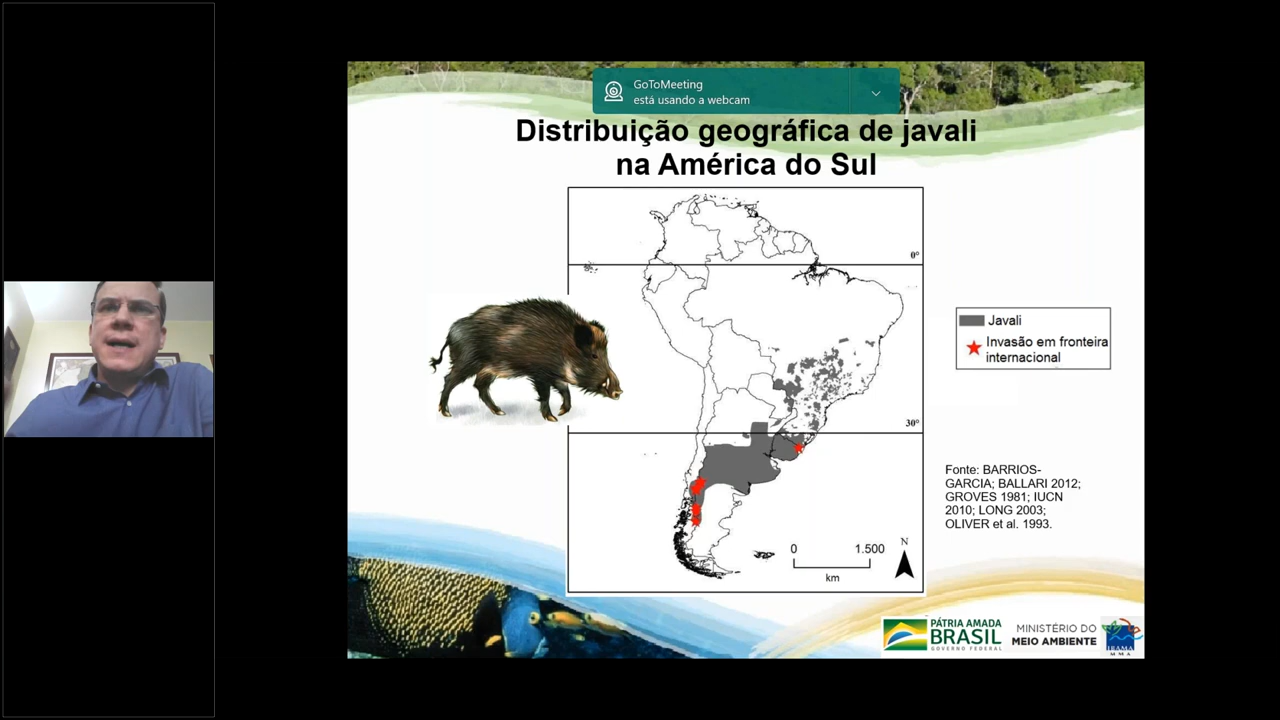 GoToMeeting
está usando a webcam
Distribuição geográfica de javali
na América do Sul
0°
Javali
Invasão em fronteira
internacional
30°
Fonte: BARRIOS-
GARCIA; BALLARI 2012;
GROVES 1981; IUCN
2010; LONG 2003;
OLIVER et al. 1993.
N
0
1.500
km
PÁTRIA AMADA
BRASIL
GOVERNO FEDERAL
MINISTÉRIO DO
MEIO AMBIENTE
IBAMA
M M A